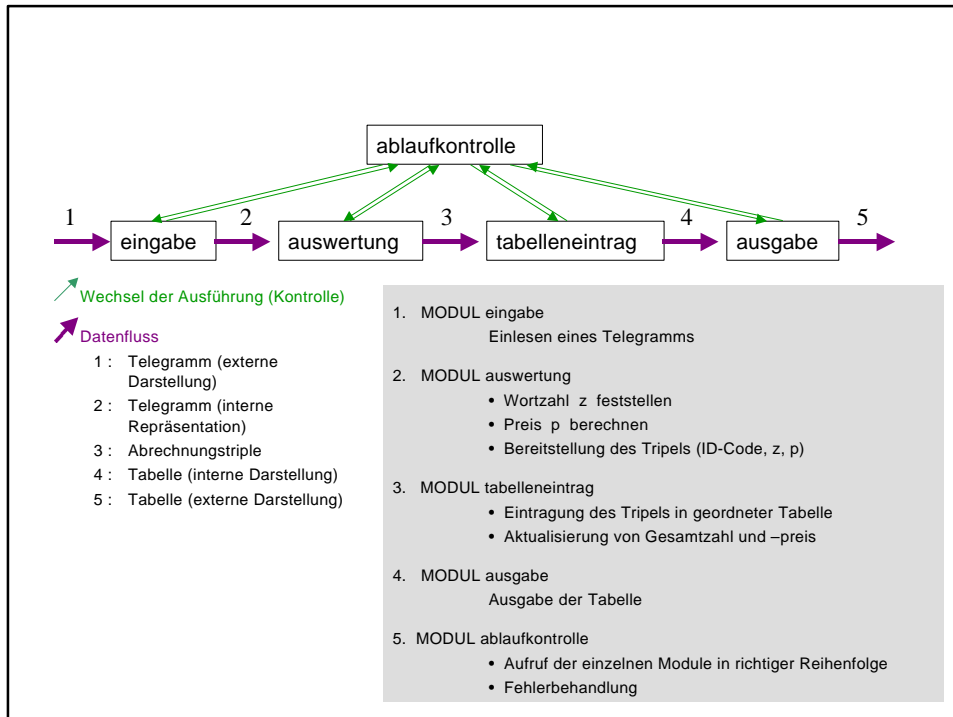 ablaufkontrolle
1 2 3 4 5
eingabe auswertung tabelleneintrag ausgabe
Wechsel der Ausführung (Kontrolle)
Datenfluss
1 : Telegramm (externe
Darstellung)
2 : Telegramm (interne
Repräsentation)
3 : Abrechnungstriple
4 : Tabelle (interne Darstellung)
5 : Tabelle (externe Darstellung)
1. MODUL eingabe
Einlesen eines Telegramms
2. MODUL auswertung
• Wortzahl z feststellen
• Preis p berechnen
• Bereitstellung des Tripels (ID-Code, z, p)
3. MODUL tabelleneintrag
• Eintragung des Tripels in geordneter Tabelle
• Aktualisierung von Gesamtzahl und –preis
4. MODUL ausgabe
Ausgabe der Tabelle
5. MODUL ablaufkontrolle
• Aufruf der einzelnen Module in richtiger Reihenfolge
• Fehlerbehandlung